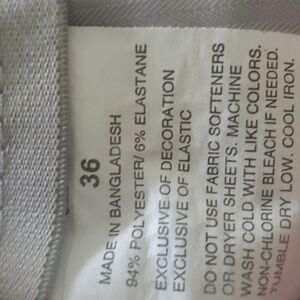 36
MADE IN BANGLADESH
94% POLYESTER/ 6% ELASTANE
EXCLUSIVE OF DECORATION
EXCLUSIVE OF ELASTIC
DO NOT USE FABRIC SOFTENERS
OR DRYER SHEETS. MACHINE
WASH COLD WITH LIKE COLORS.
NON-CHLORINE BLEACH IF NEEDED.
TUMBLE DRY LOW. COOL IRON.